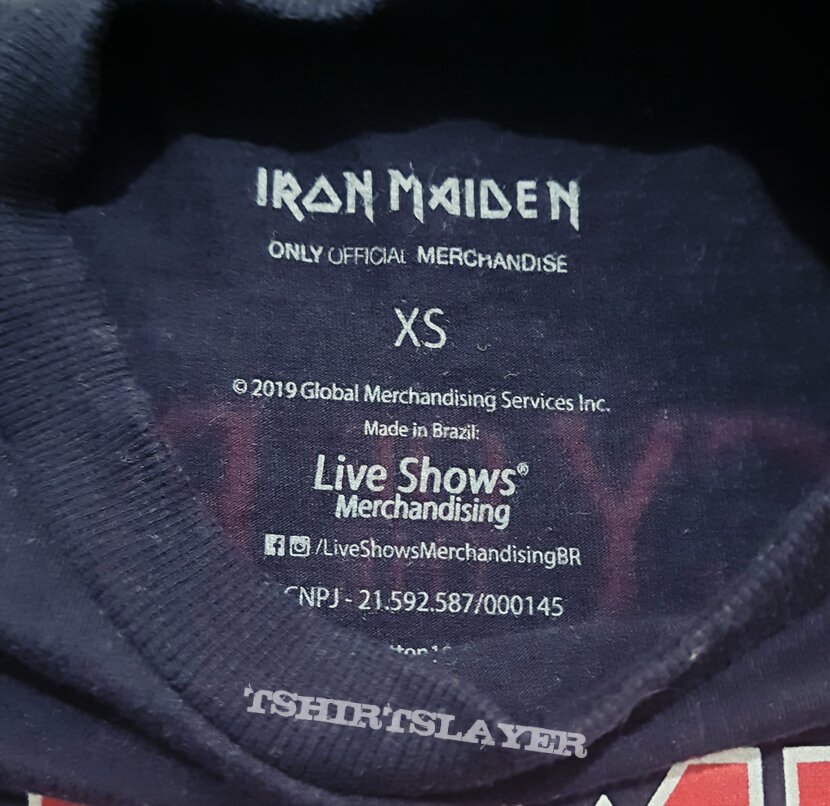 IRON MAIDEN
ONLY OFFICIAL MERCHANDISE
XS
© 2019 Global Merchandising Services Inc.
Made in Brazil:
Live Shows®
Merchandising
/LiveShowsMerchandisingBR
CNPJ - 21.592.587/000145
TSHIRTSLAYER